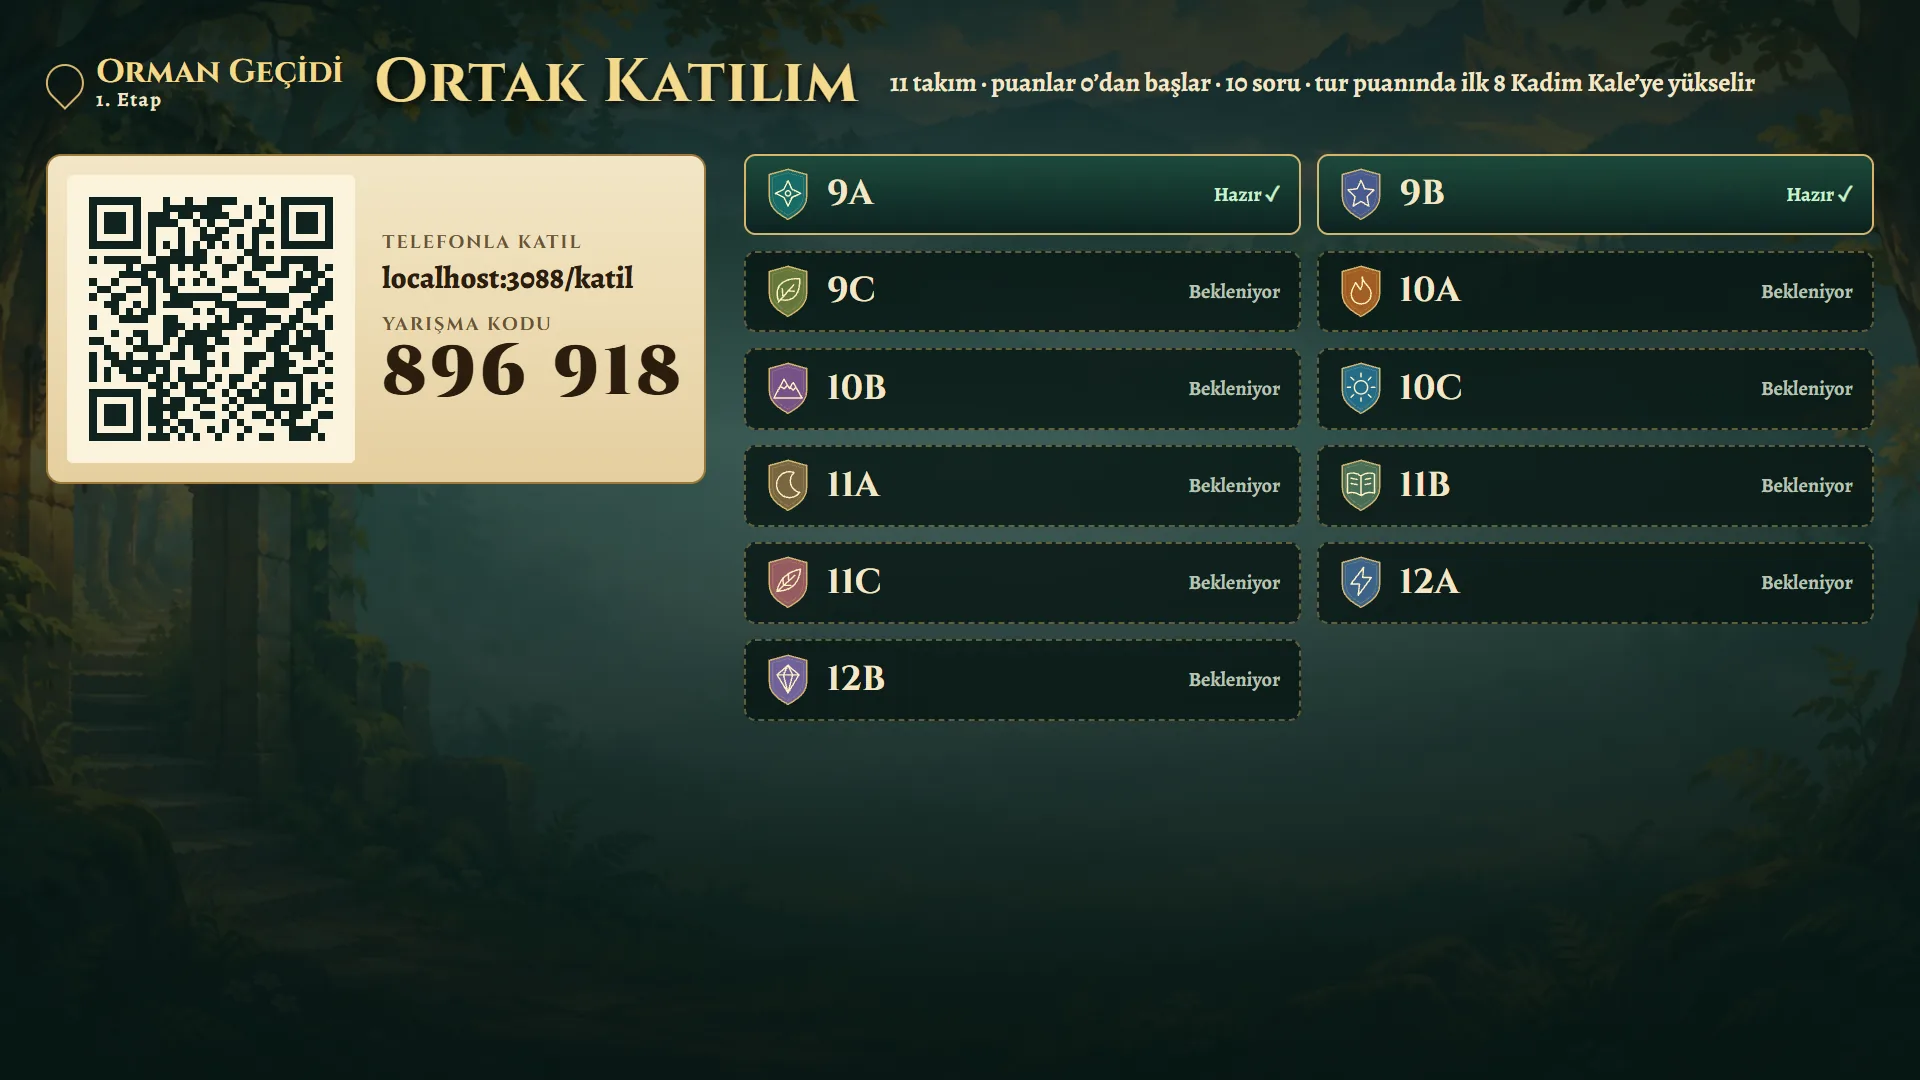 Orman Geçidi
1. Etap
Ortak Katılım
11 takım · puanlar 0’dan başlar · 10 soru · tur puanında ilk 8 Kadim Kale’ye yükselir
TELEFONLA KATIL
localhost:3088/katil
YARIŞMA KODU
896 918
9A Hazır ✓
9B Hazır ✓
9C Bekleniyor
10A Bekleniyor
10B Bekleniyor
10C Bekleniyor
11A Bekleniyor
11B Bekleniyor
11C Bekleniyor
12A Bekleniyor
12B Bekleniyor